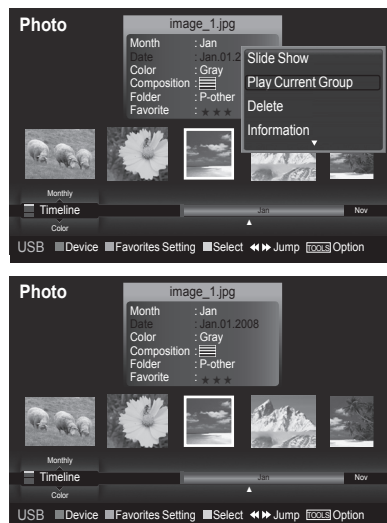 Photo
image_1.jpg
Month : Jan
Date : Jan.01.2
Color : Gray
Composition :
Folder : P-other
Favorite : ★ ★ ★
Slide Show
Play Current Group
Delete
Information
Monthly
Timeline
Jan
Nov
Color
USB Device Favorites Setting Select Jump TOOLS Option
Photo
image_1.jpg
Month : Jan
Date : Jan.01.2008
Color : Gray
Composition :
Folder : P-other
Favorite : ★ ★ ★
Monthly
Timeline
Jan
Nov
Color
USB Device Favorites Setting Select Jump TOOLS Option